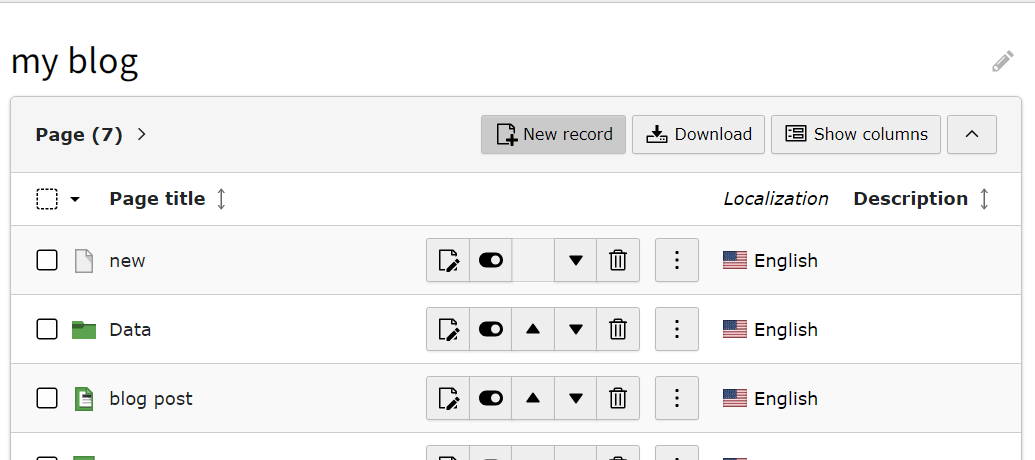 my blog
Page (7)
New record
Download
Show columns
Page title
Localization
Description
new
English
Data
English
blog post
English